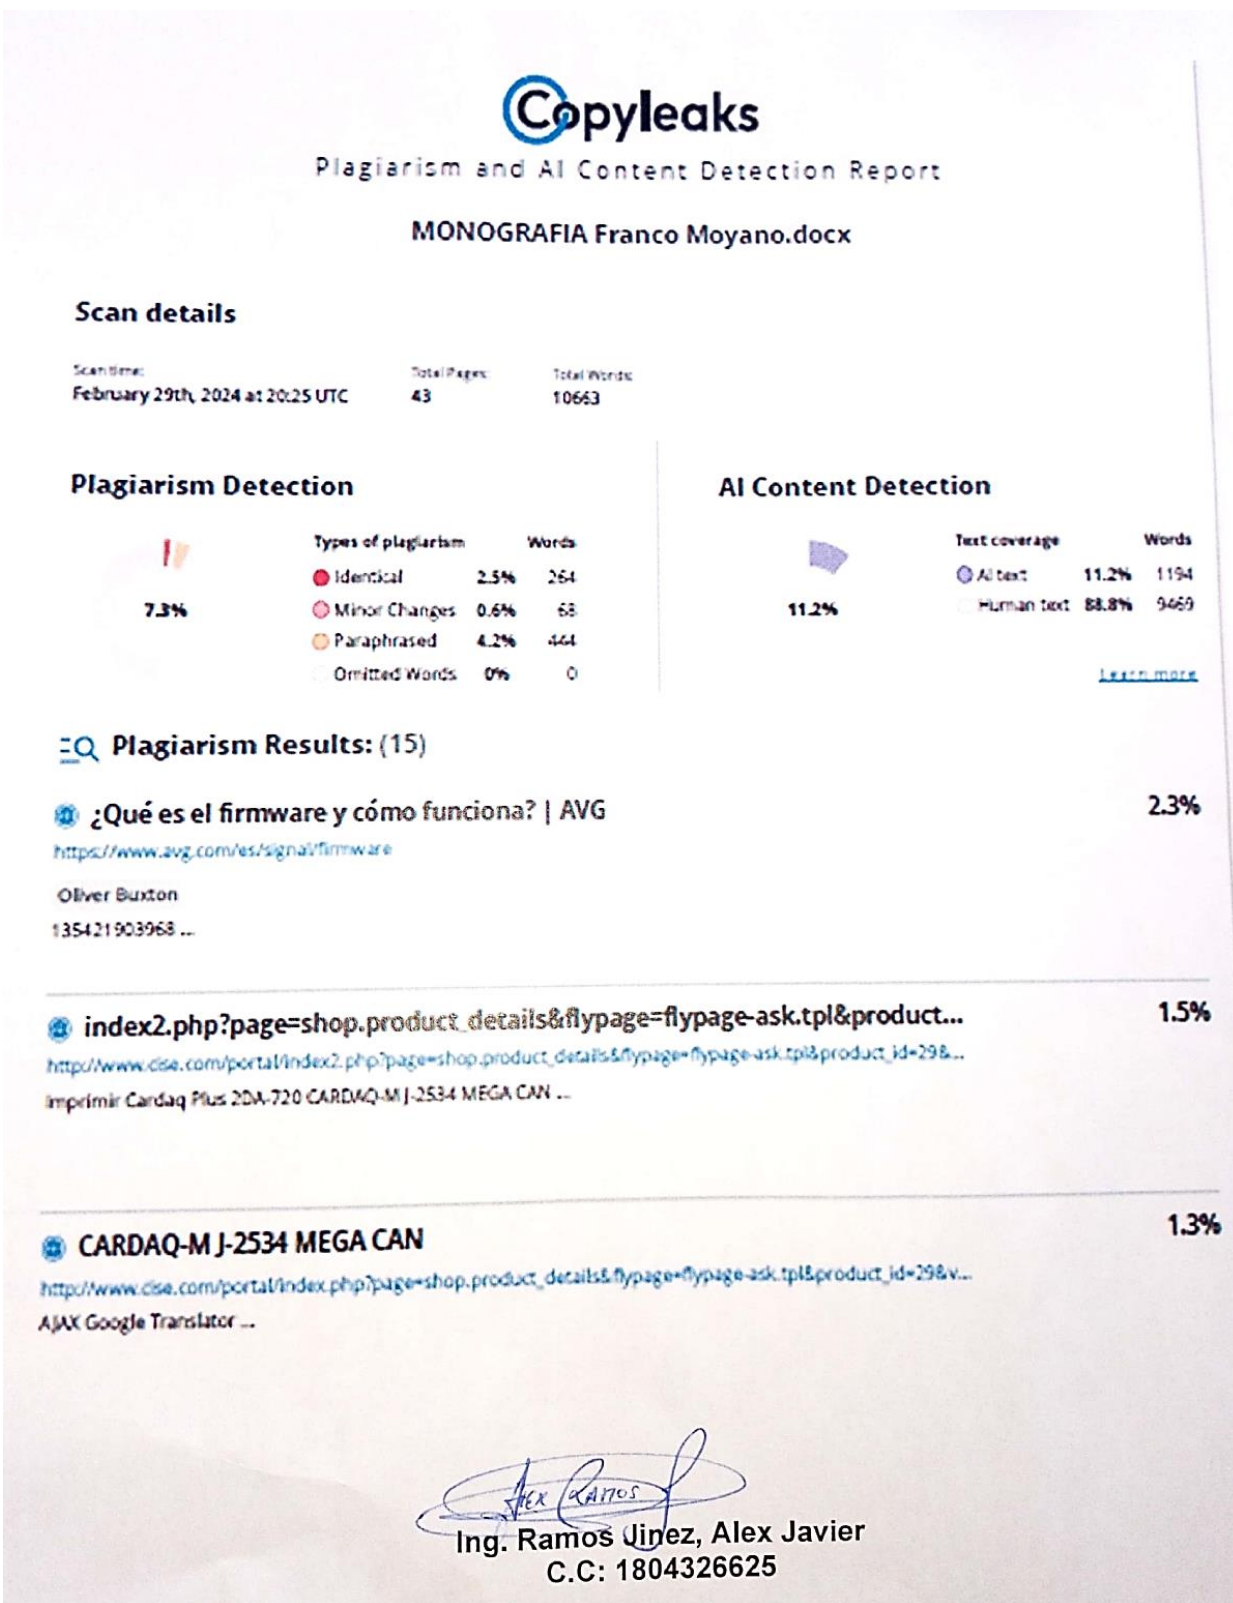 Copyleaks
Plagiarism and AI Content Detection Report
MONOGRAFIA Franco Moyano.docx
Scan details
Scan time: Total Pages: Total Words:
February 29th, 2024 at 20:25 UTC 43 10663
Plagiarism Detection AI Content Detection
Types of plagiarism Words Text coverage Words
Identical 2.5% 264 AI text 11.2% 1194
7.3% Minor Changes 0.6% 68 11.2% Human text 88.8% 9469
Paraphrased 4.2% 444
Omitted Words 0% 0 Learn more
Plagiarism Results: (15)
¿Qué es el firmware y cómo funciona? | AVG 2.3%
https://www.avg.com/es/signal/firmware
Oliver Buxton
135421903968 ...
index2.php?page=shop.product_details&flypage=flypage-ask.tpl&product... 1.5%
http://www.cise.com/portal/index2.php?page=shop.product_details&flypage=flypage-ask.tpl&product_id=29&...
Imprimir Cardaq Plus 2DA-720 CARDAQ-M J-2534 MEGA CAN ...
CARDAQ-M J-2534 MEGA CAN 1.3%
http://www.cise.com/portal/index.php?page=shop.product_details&flypage=flypage-ask.tpl&product_id=29&v...
AJAX Google Translator ...
Alex Ramos J
Ing. Ramos Jinez, Alex Javier
C.C: 1804326625